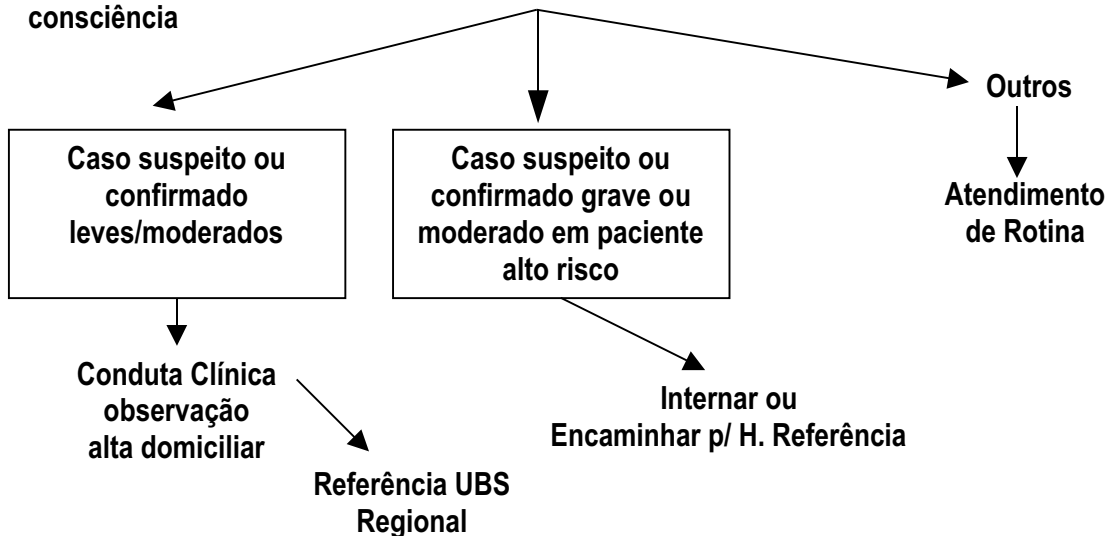 consciência
Outros
Caso suspeito ou
confirmado
leves/moderados
Caso suspeito ou
confirmado grave ou
moderado em paciente
alto risco
Atendimento
de Rotina
Conduta Clínica
observação
alta domiciliar
Internar ou
Encaminhar p/ H. Referência
Referência UBS
Regional